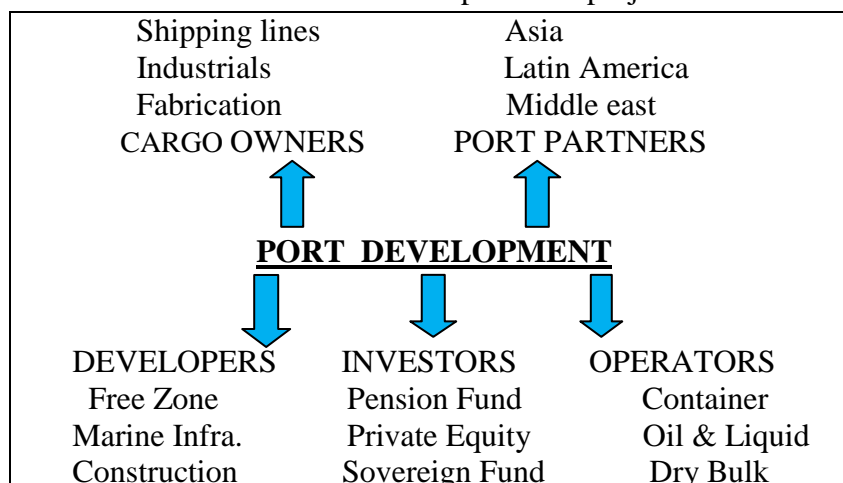 Shipping lines Asia
Industrials Latin America
Fabrication Middle east
CARGO OWNERS PORT PARTNERS
PORT DEVELOPMENT
DEVELOPERS INVESTORS OPERATORS
Free Zone Pension Fund Container
Marine Infra. Private Equity Oil & Liquid
Construction Sovereign Fund Dry Bulk